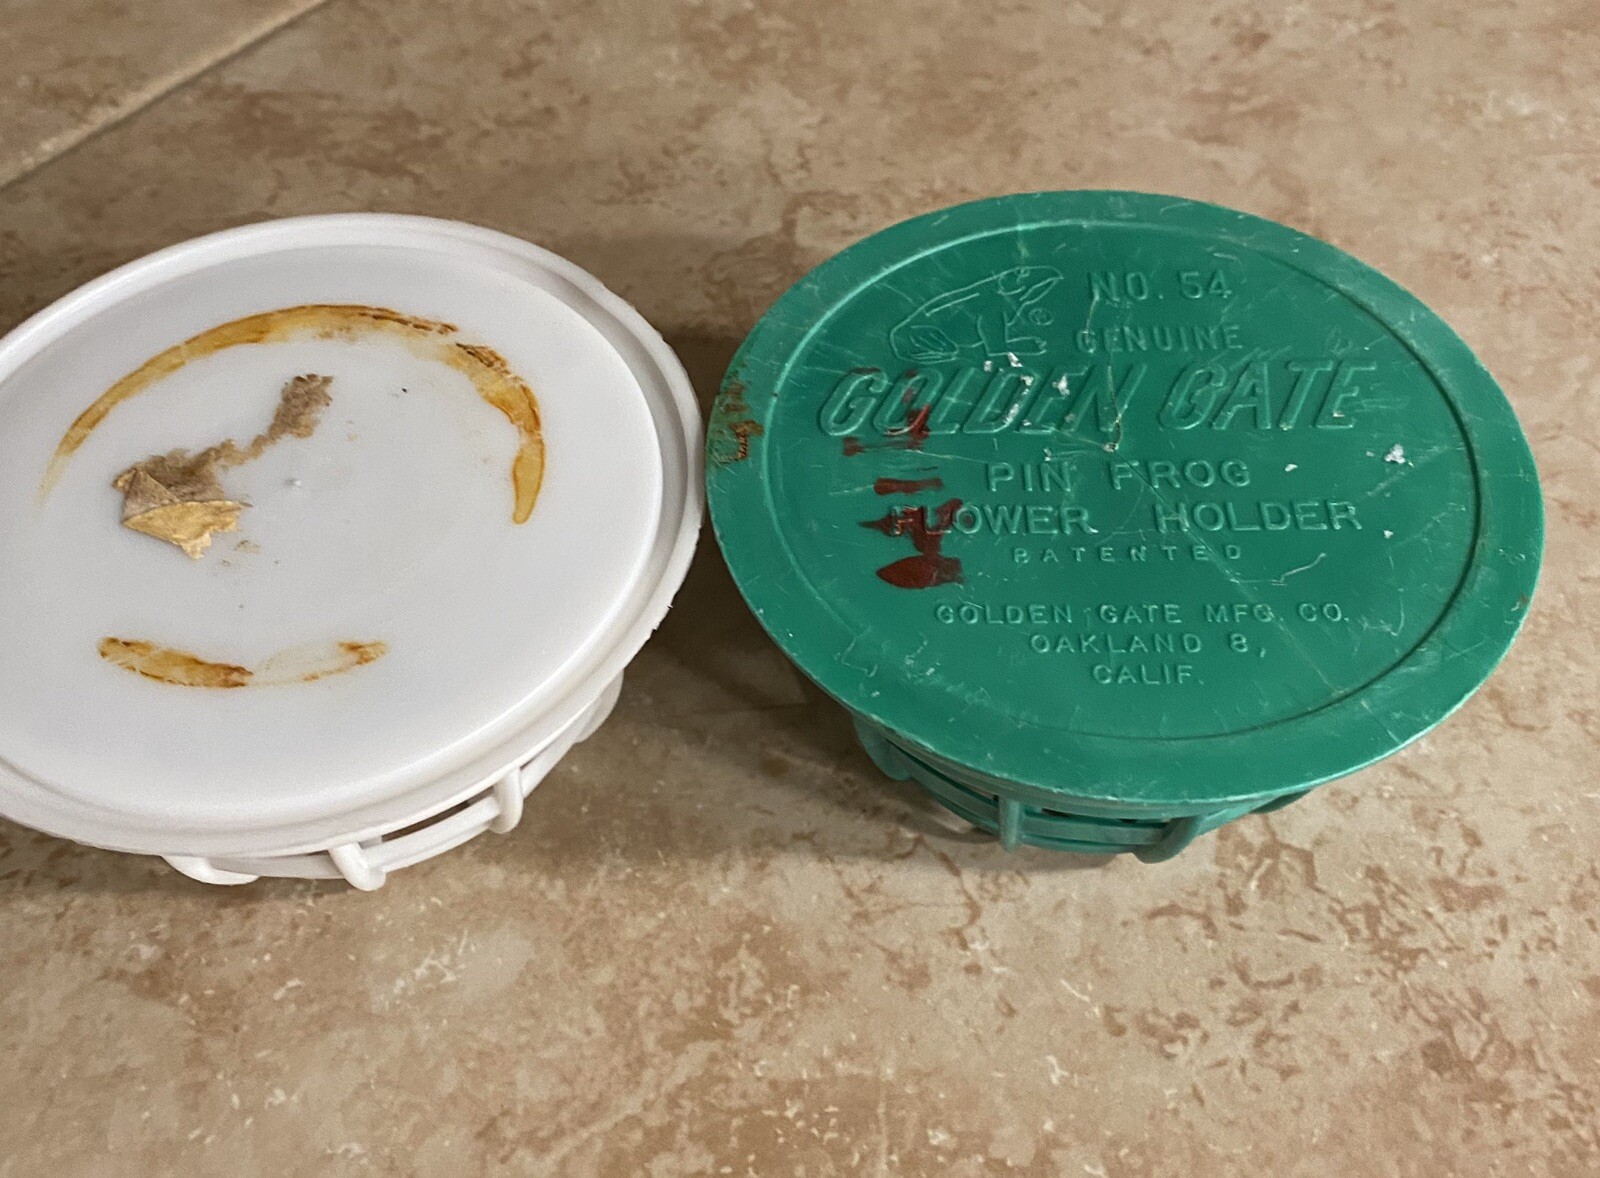 NO. 54
GENUINE
GOLDEN GATE
PIN FROG
FLOWER HOLDER
PATENTED
GOLDEN GATE MFG. CO.
OAKLAND 8,
CALIF.